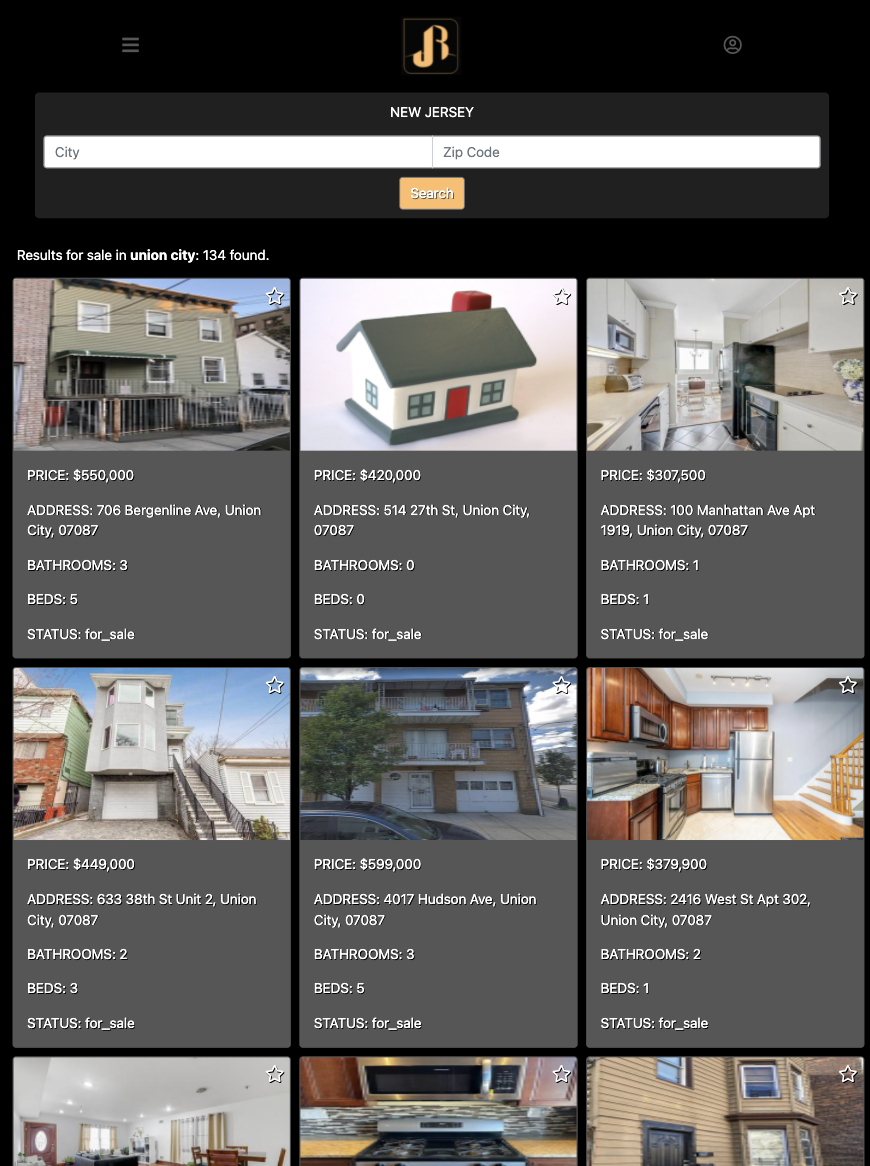 JR
NEW JERSEY
City
Zip Code
Search
Results for sale in union city: 134 found.
PRICE: $550,000
ADDRESS: 706 Bergenline Ave, Union
City, 07087
BATHROOMS: 3
BEDS: 5
STATUS: for_sale
PRICE: $420,000
ADDRESS: 514 27th St, Union City,
07087
BATHROOMS: 0
BEDS: 0
STATUS: for_sale
PRICE: $307,500
ADDRESS: 100 Manhattan Ave Apt
1919, Union City, 07087
BATHROOMS: 1
BEDS: 1
STATUS: for_sale
PRICE: $449,000
ADDRESS: 633 38th St Unit 2, Union
City, 07087
BATHROOMS: 2
BEDS: 3
STATUS: for_sale
PRICE: $599,000
ADDRESS: 4017 Hudson Ave, Union
City, 07087
BATHROOMS: 3
BEDS: 5
STATUS: for_sale
PRICE: $379,900
ADDRESS: 2416 West St Apt 302,
Union City, 07087
BATHROOMS: 2
BEDS: 1
STATUS: for_sale